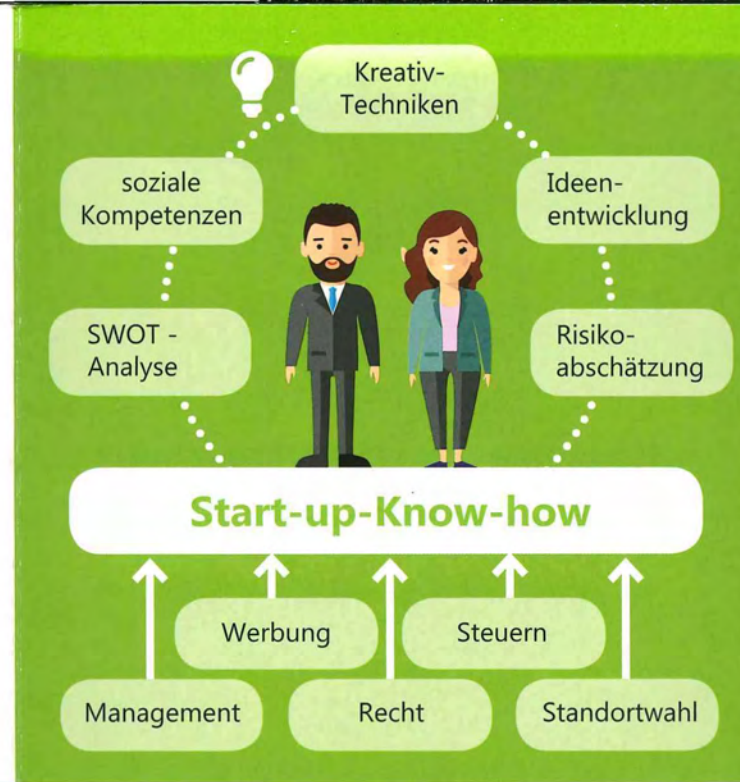 Kreativ-
Techniken
soziale
Kompetenzen
Ideen-
entwicklung
SWOT -
Analyse
Risiko-
abschätzung
Start-up-Know-how
Werbung
Steuern
Management
Recht
Standortwahl